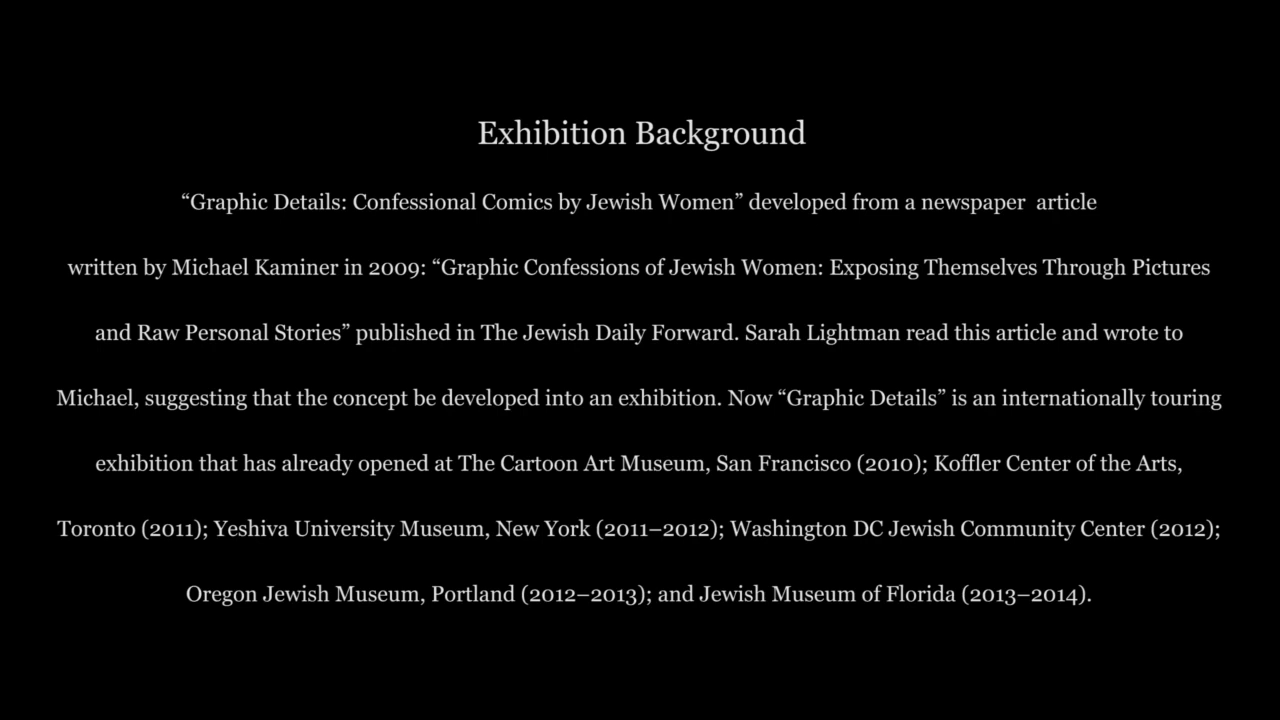 Exhibition Background
“Graphic Details: Confessional Comics by Jewish Women” developed from a newspaper  article
written by Michael Kaminer in 2009: “Graphic Confessions of Jewish Women: Exposing Themselves Through Pictures
and Raw Personal Stories” published in The Jewish Daily Forward. Sarah Lightman read this article and wrote to
Michael, suggesting that the concept be developed into an exhibition. Now “Graphic Details” is an internationally touring
exhibition that has already opened at The Cartoon Art Museum, San Francisco (2010); Koffler Center of the Arts,
Toronto (2011); Yeshiva University Museum, New York (2011–2012); Washington DC Jewish Community Center (2012);
Oregon Jewish Museum, Portland (2012–2013); and Jewish Museum of Florida (2013–2014).